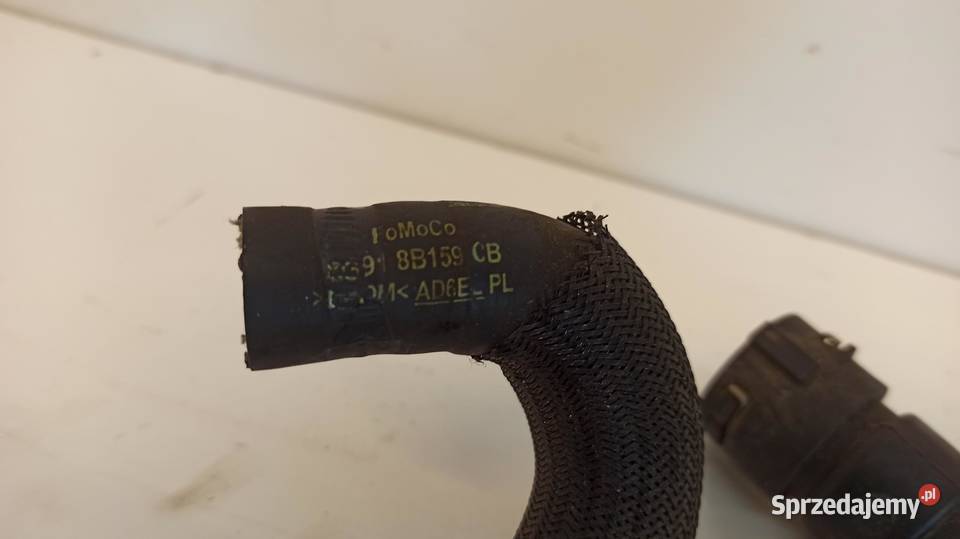 FoMoCo
8B159 CB
AD6E PL
Sprzedajemy.pl